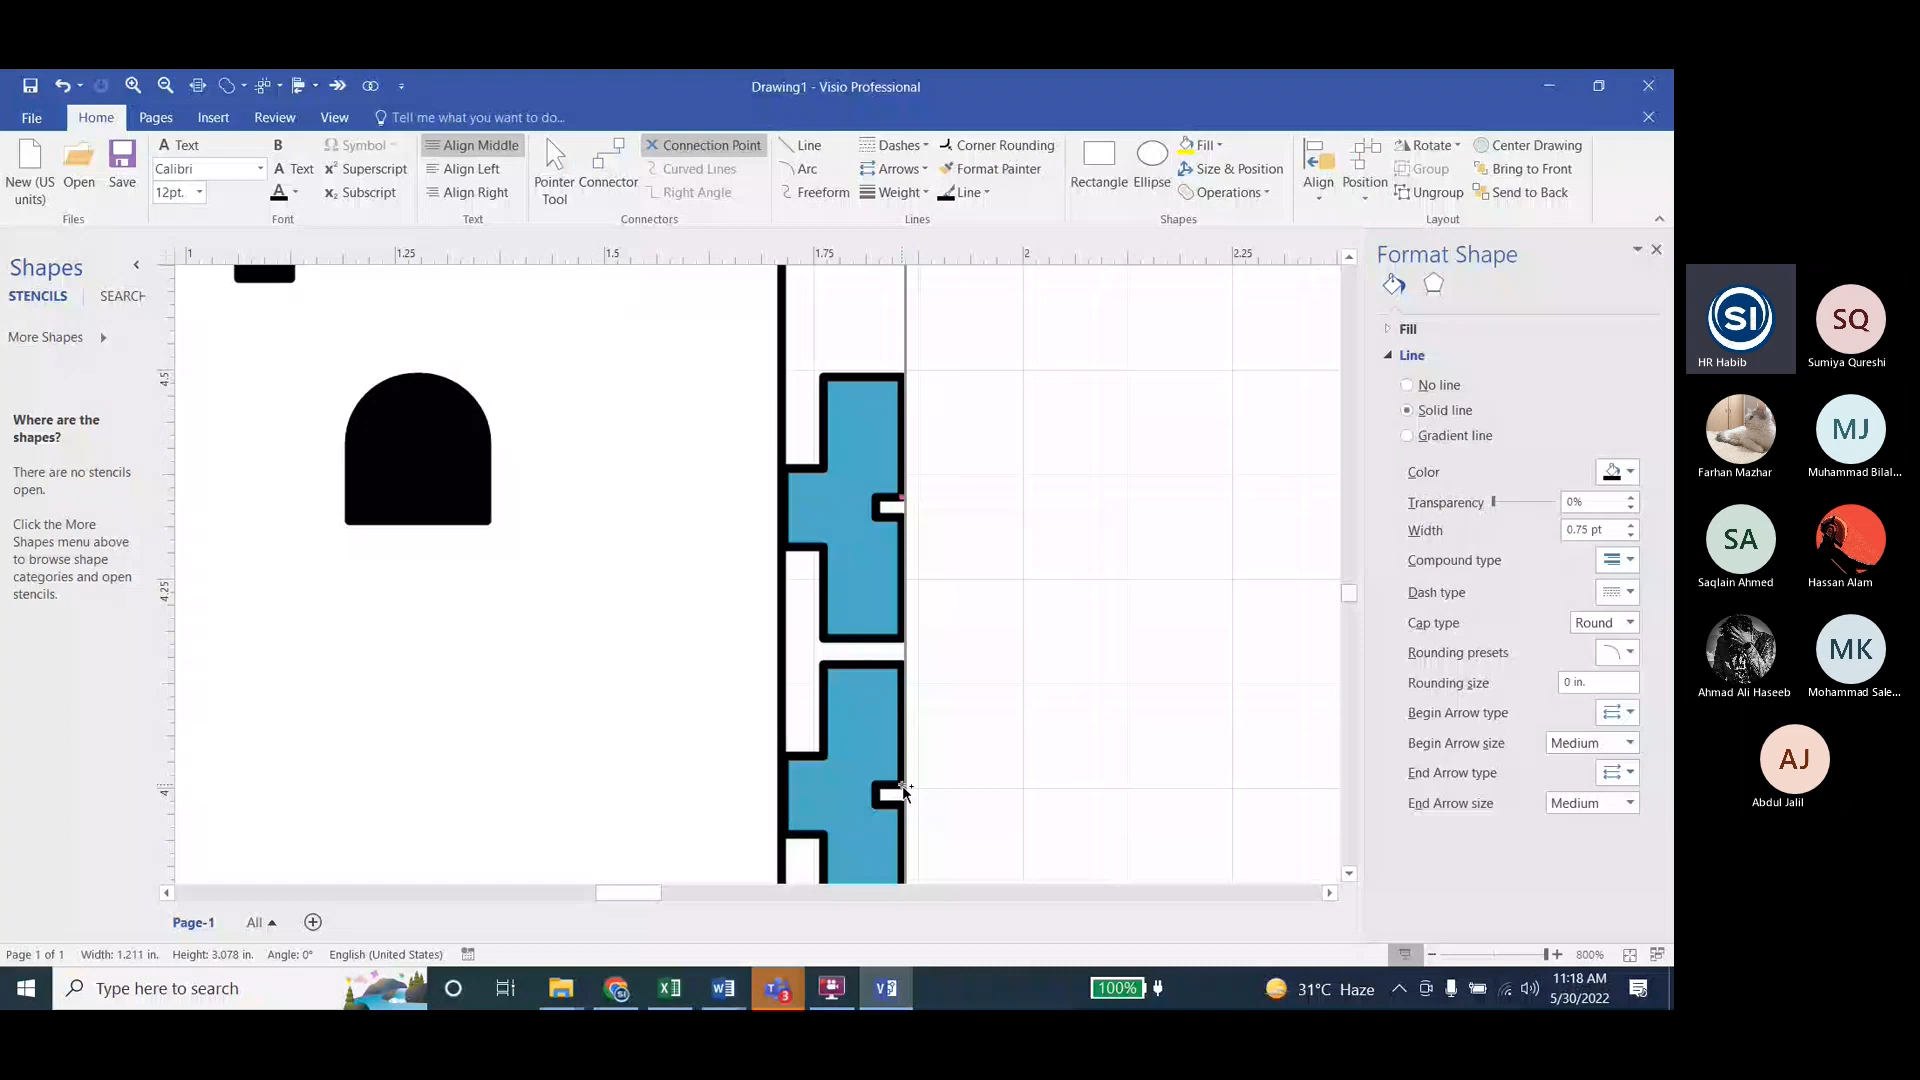 Drawing1 - Visio Professional
File Home Pages Insert Review View Tell me what you want to do...
New (US units) Open Save
Files
A Text B Symbol
Calibri A Text x² Superscript
12pt. A x₂ Subscript
Font
Align Middle
Align Left
Align Right
Text
Pointer Tool Connector
Connection Point
Curved Lines
Right Angle
Connectors
Line Dashes Corner Rounding
Arc Arrows Format Painter
Freeform Weight Line
Lines
Rectangle Ellipse
Fill
Size & Position
Operations
Shapes
Align Position
Rotate Center Drawing
Group Bring to Front
Ungroup Send to Back
Layout
Shapes
STENCILS SEARCH
More Shapes
Where are the
shapes?
There are no stencils
open.
Click the More
Shapes menu above
to browse shape
categories and open
stencils.
1 1.25 1.5 1.75 2 2.25
4.5
4.25
4
Format Shape
Fill
Line
No line
Solid line
Gradient line
Color
Transparency 0%
Width 0.75 pt
Compound type
Dash type
Cap type Round
Rounding presets
Rounding size 0 in.
Begin Arrow type
Begin Arrow size Medium
End Arrow type
End Arrow size Medium
Page-1 All
Page 1 of 1 Width: 1.211 in. Height: 3.078 in. Angle: 0° English (United States) 800%
Type here to search
3
100%
31°C Haze
11:18 AM
5/30/2022
SI
HR Habib
SQ
Sumiya Qureshi
Farhan Mazhar
MJ
Muhammad Bilal...
SA
Saqlain Ahmed
Hassan Alam
Ahmad Ali Haseeb
MK
Mohammad Sale...
AJ
Abdul Jalil